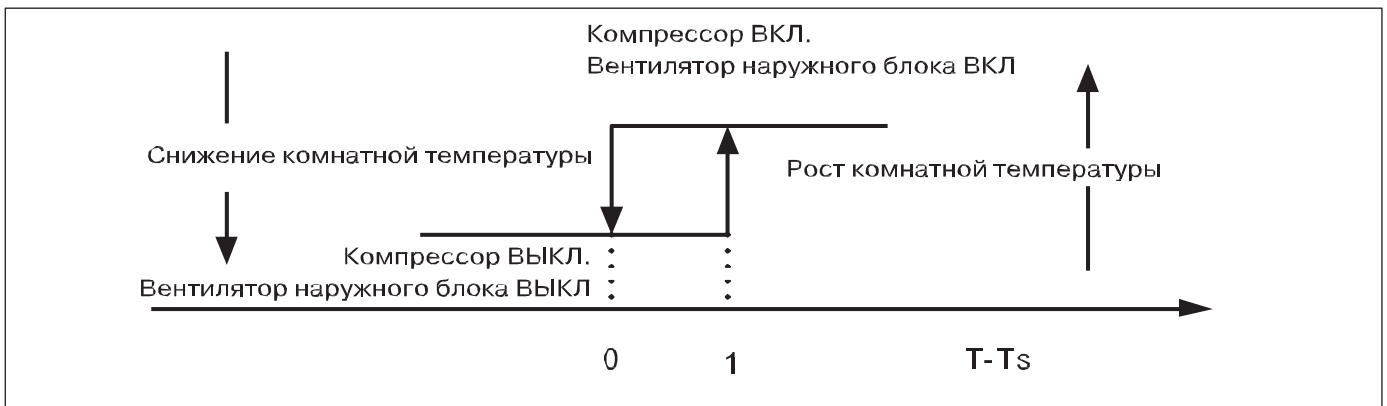 Компрессор ВКЛ.
Вентилятор наружного блока ВКЛ
Снижение комнатной температуры
Рост комнатной температуры
Компрессор ВЫКЛ.
Вентилятор наружного блока ВЫКЛ
0
1
T-Ts